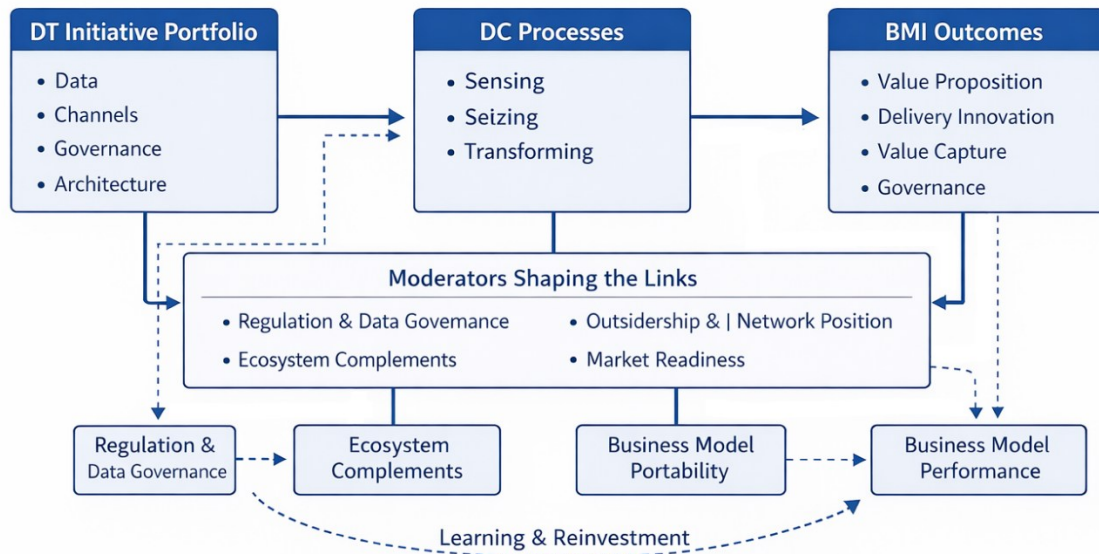 DT Initiative Portfolio
• Data
• Channels
• Governance
• Architecture
DC Processes
• Sensing
• Seizing
• Transforming
BMI Outcomes
• Value Proposition
• Delivery Innovation
• Value Capture
• Governance
Moderators Shaping the Links
• Regulation & Data Govemance
• Outsidership & | Network Position
• Ecosystem Complements
• Market Readiness
Regulation &
Data Governance
Ecosystem
Complements
Business Model
Portability
Business Model
Performance
Learning & Reinvestment